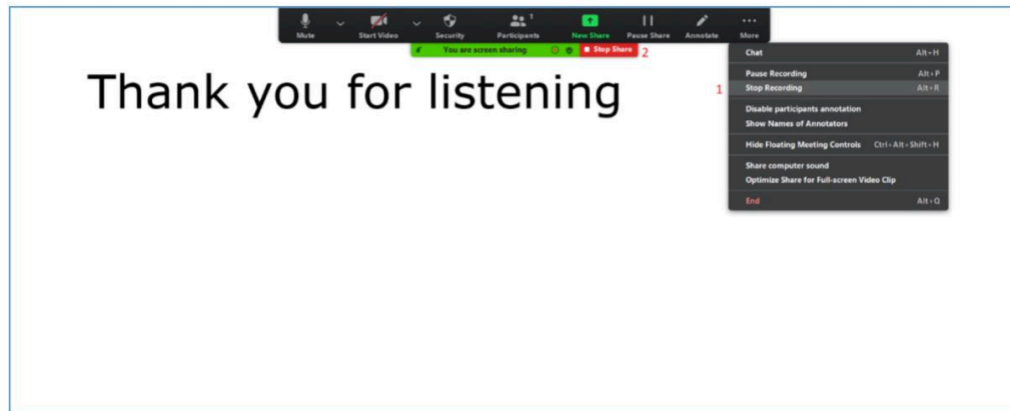 Mute Start Video Security Participants 1 New Share Pause Share Annotate More
You are screen sharing Stop Share 2
Thank you for listening
Chat Alt+H
Pause Recording Alt+P
1 Stop Recording Alt+R
Disable participants annotation
Show Names of Annotators
Hide Floating Meeting Controls Ctrl+Alt+Shift+H
Share computer sound
Optimize Share for Full-screen Video Clip
End Alt+Q